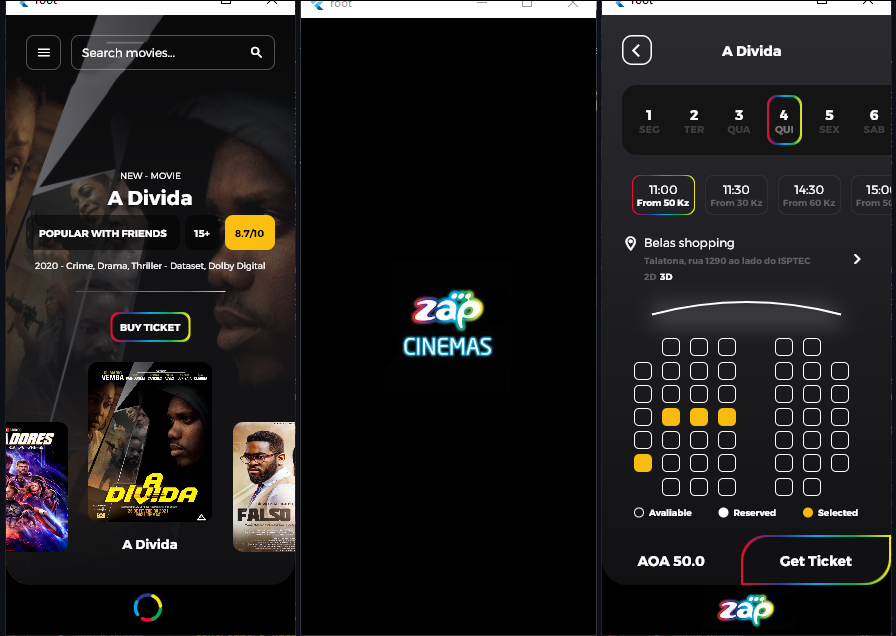 root
Search movies...
NEW - MOVIE
A Divida
POPULAR WITH FRIENDS
15+
8.7/10
2020 - Crime, Drama, Thriller - Dataset, Dolby Digital
BUY TICKET
VEMBA
A
DIVIDA
ADORES
FALSO
A Divida
root
zap
CINEMAS
root
A Divida
1 2 3 4 5 6
SEG TER QUA QUI SEX SAB
11:00 11:30 14:30 15:0
From 50 Kz From 30 Kz From 60 Kz From 50
Belas shopping
Talatona, rua 1290 ao lado do ISPTEC
2D 3D
Avaliable Reserved Selected
AOA 50.0 Get Ticket
zap